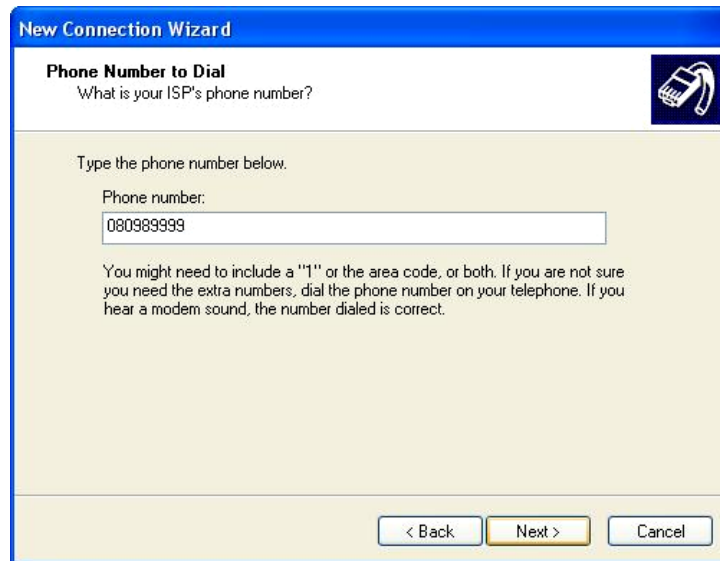 New Connection Wizard
Phone Number to Dial
What is your ISP's phone number?
Type the phone number below.
Phone number:
080989999
You might need to include a "1" or the area code, or both. If you are not sure
you need the extra numbers, dial the phone number on your telephone. If you
hear a modem sound, the number dialed is correct.
< Back Next > Cancel